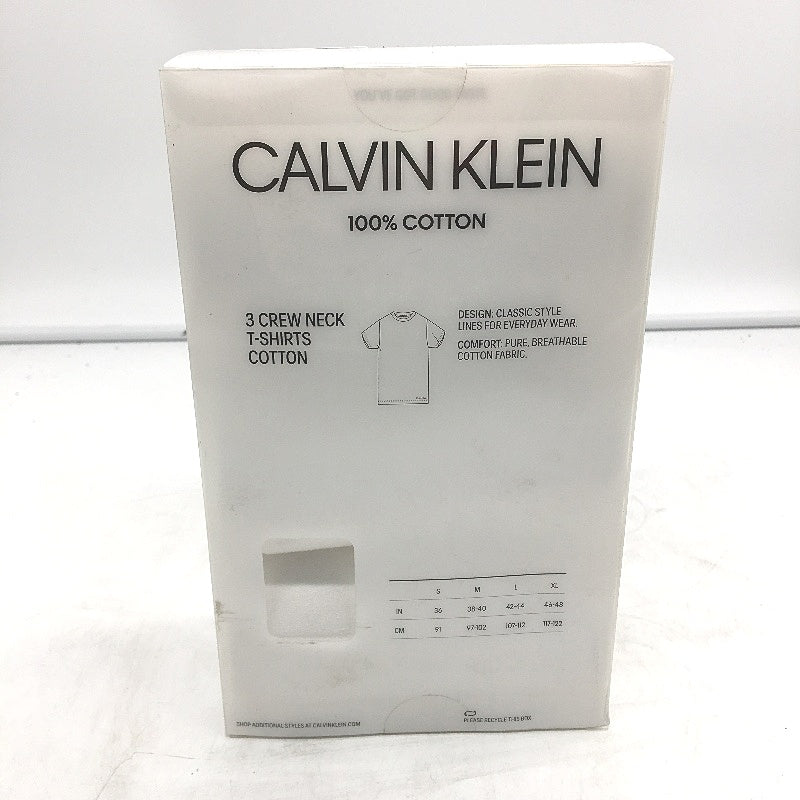 CALVIN KLEIN
100% COTTON
3 CREW NECK
T-SHIRTS
COTTON
DESIGN: CLASSIC STYLE
LINES FOR EVERYDAY WEAR.
COMFORT: PURE, BREATHABLE
COTTON FABRIC.
S M L XL
IN 36 38-40 42-44 46-48
CM 91 97-102 107-112 117-122
SHOP ADDITIONAL STYLES AT CALVINKLEIN.COM
PLEASE RECYCLE THIS BOX